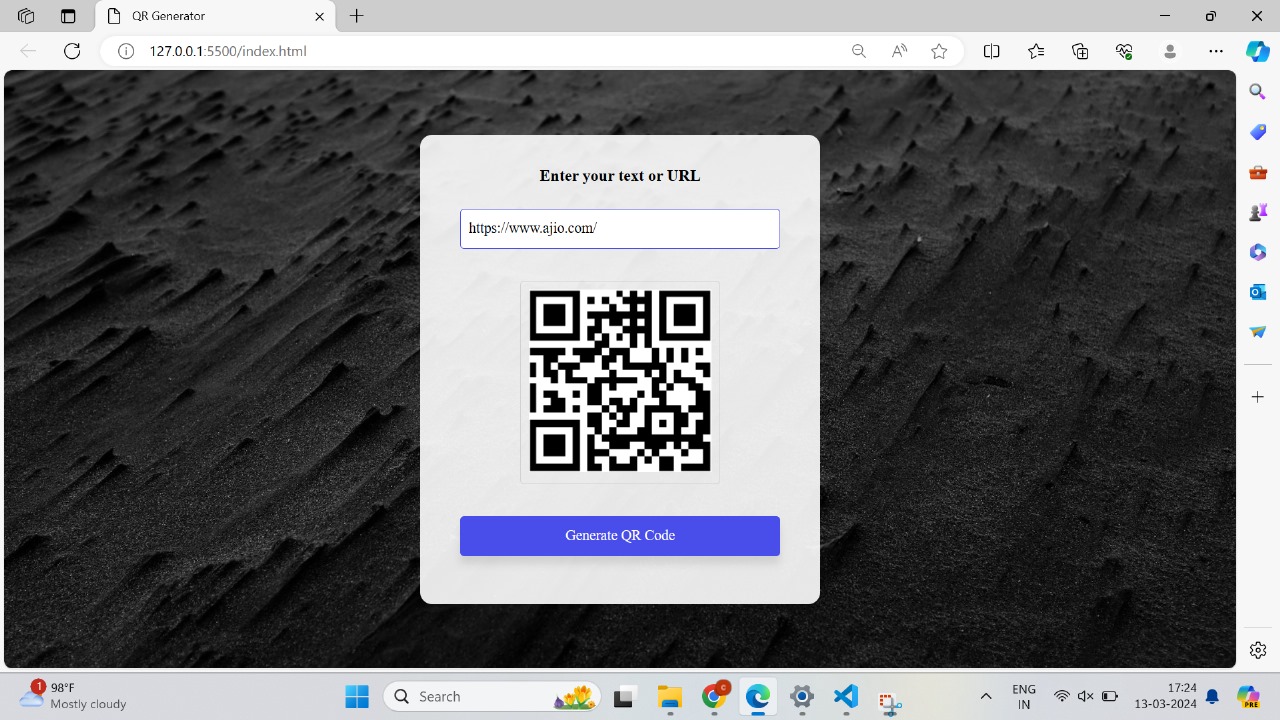 QR Generator
127.0.0.1:5500/index.html
Enter your text or URL
https://www.ajio.com/
Generate QR Code
1
98°F
Mostly cloudy
Search
c
ENG
IN
17:24
13-03-2024
PRE